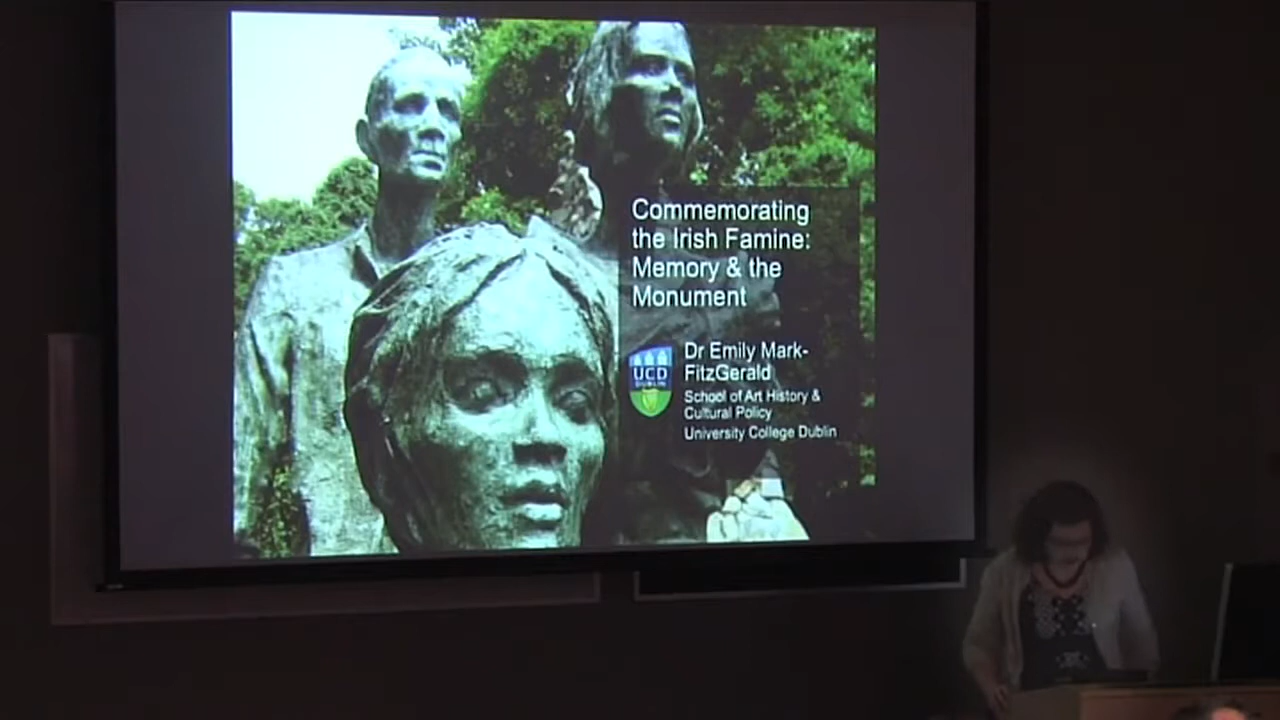 Commemorating
the Irish Famine:
Memory & the
Monument
Dr Emily Mark-
FitzGerald
UCD
DUBLIN
School of Art History &
Cultural Policy
University College Dublin